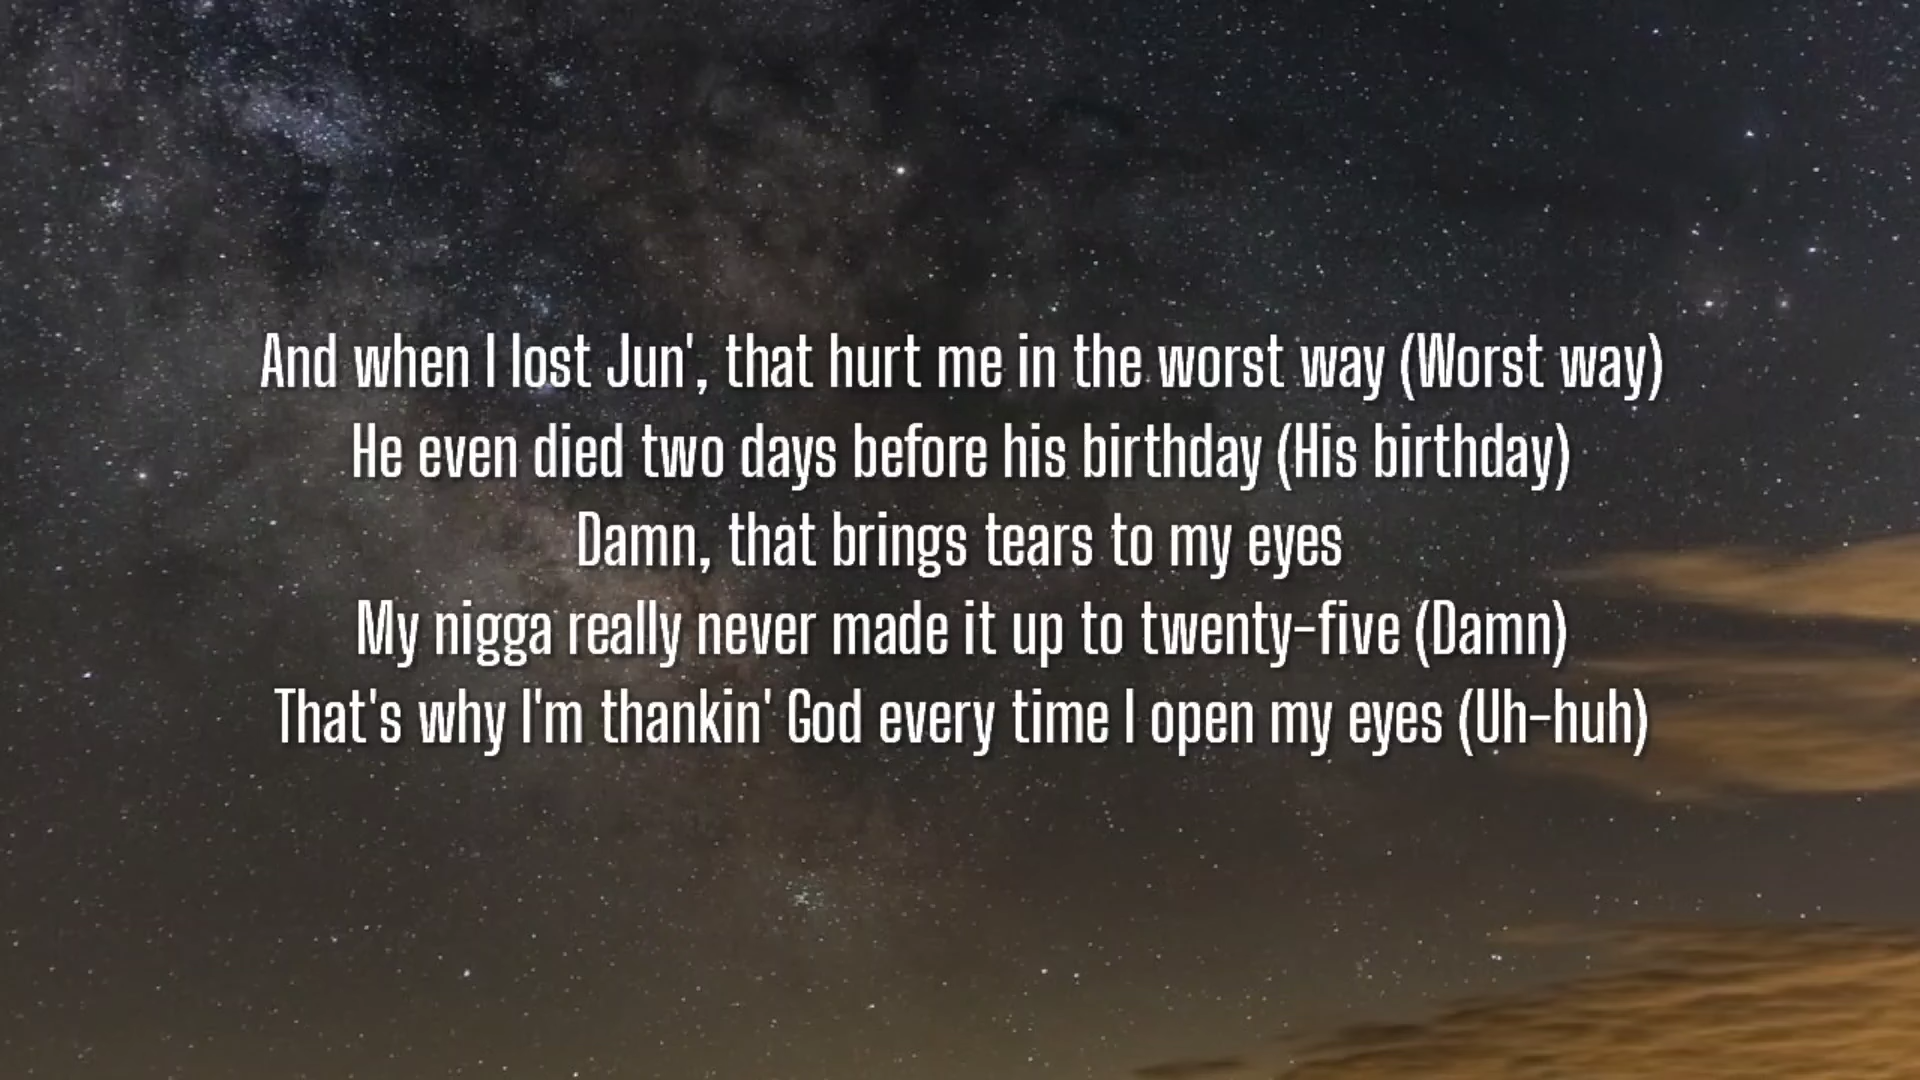 And when I lost Jun', that hurt me in the worst way (Worst way)
He even died two days before his birthday (His birthday)
Damn, that brings tears to my eyes
My nigga really never made it up to twenty-five (Damn)
That's why I'm thankin' God every time I open my eyes (Uh-huh)